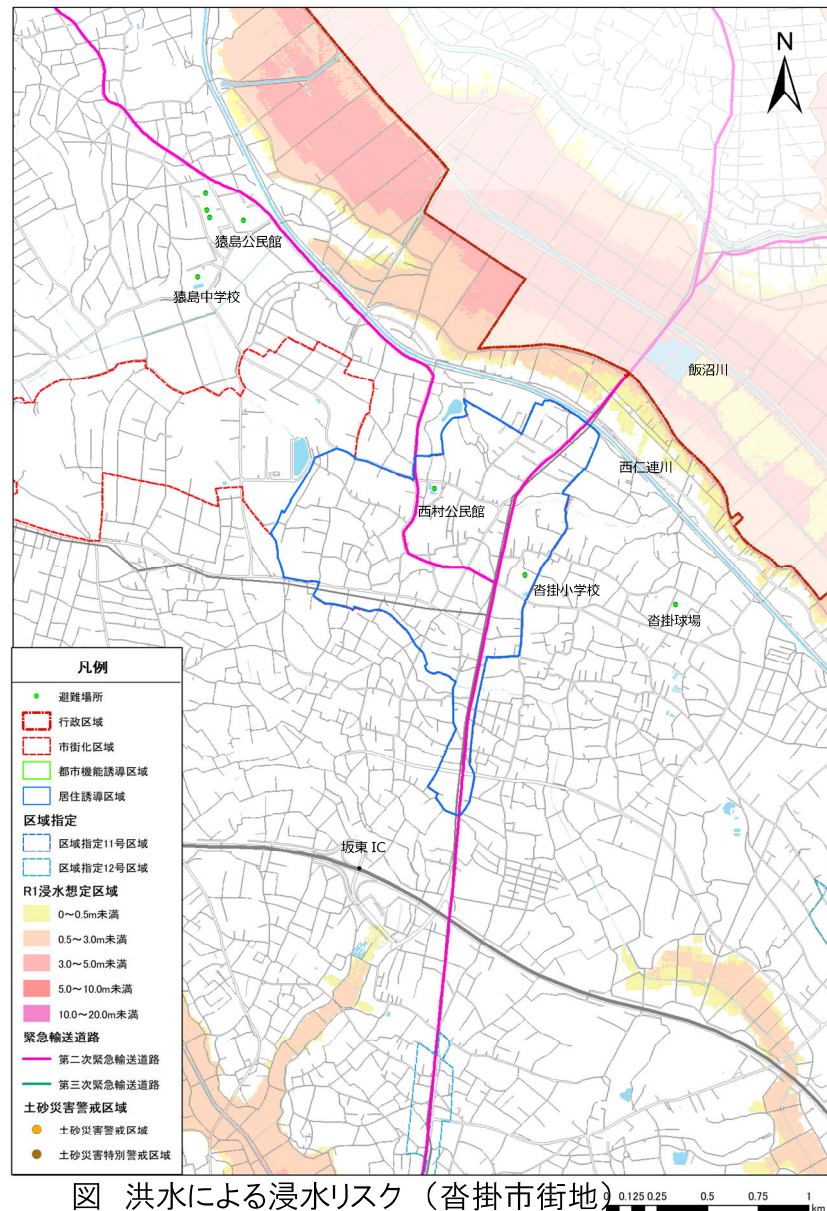 N
猿島公民館
猿島中学校
飯沼川
西仁連川
西村公民館
沓掛小学校
沓掛球場
坂東 IC
凡例
避難場所
行政区域
市街化区域
都市機能誘導区域
居住誘導区域
区域指定
区域指定11号区域
区域指定12号区域
R1浸水想定区域
0～0.5m未満
0.5～3.0m未満
3.0～5.0m未満
5.0～10.0m未満
10.0～20.0m未満
緊急輸送道路
第二次緊急輸送道路
第三次緊急輸送道路
土砂災害警戒区域
土砂災害警戒区域
土砂災害特別警戒区域
図 洪水による浸水リスク （沓掛市街地）
0 0.125 0.25 0.5 0.75 1
km